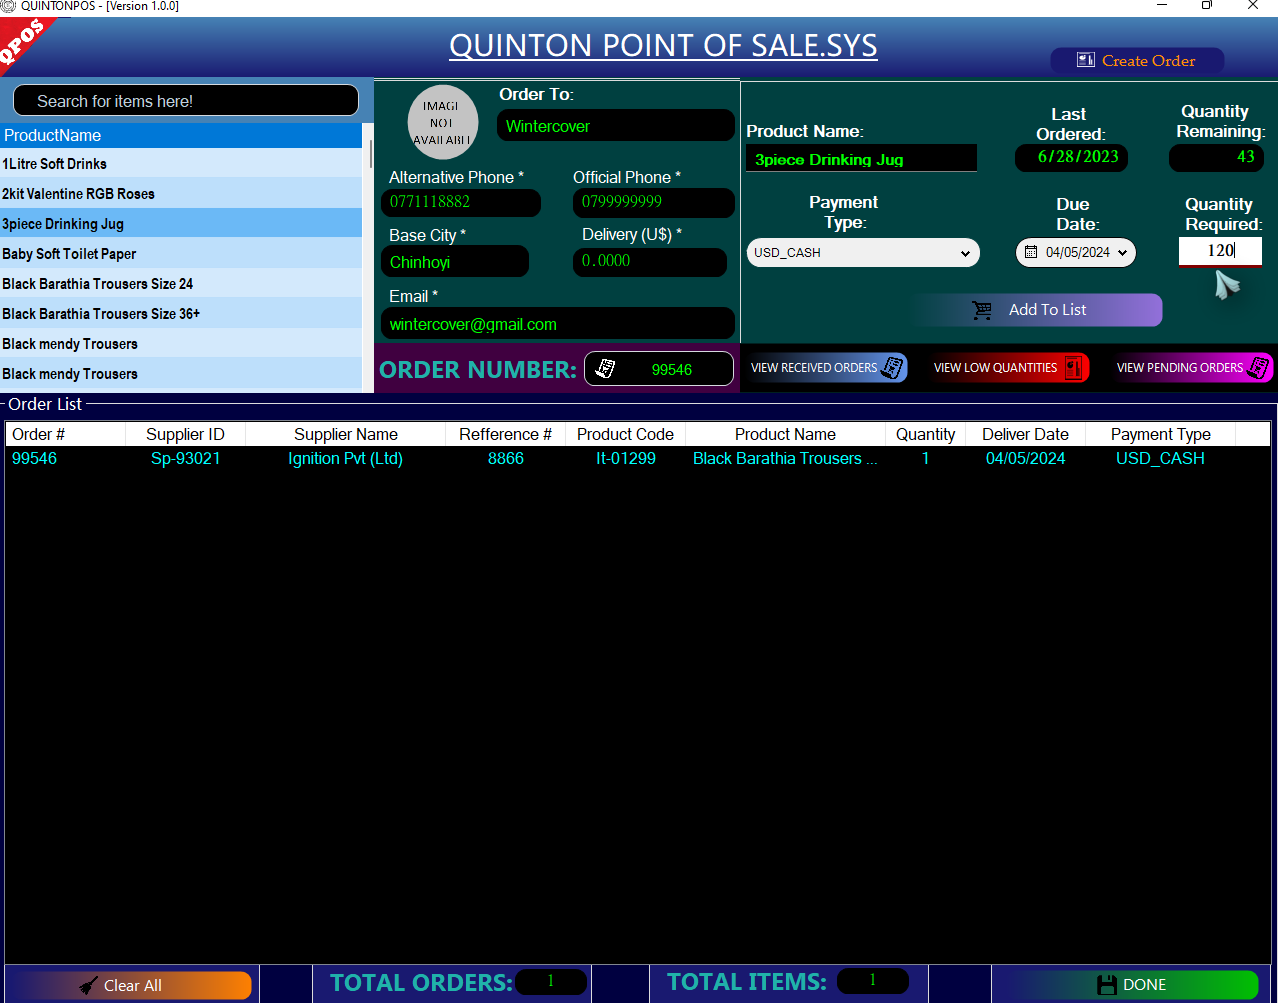 QUINTONPOS - [Version 1.0.0]
QPOS
QUINTON POINT OF SALE.SYS
Create Order
Search for items here!
ProductName
1Litre Soft Drinks
2kit Valentine RGB Roses
3piece Drinking Jug
Baby Soft Toilet Paper
Black Barathia Trousers Size 24
Black Barathia Trousers Size 36+
Black mendy Trousers
Black mendy Trousers
IMAGE
NOT
AVAILABLE
Order To:
Wintercover
Alternative Phone *
Official Phone *
0771118882
0799999999
Base City *
Delivery (U$) *
Chinhoyi
0.0000
Email *
wintercover@gmail.com
ORDER NUMBER:
99546
Product Name:
3piece Drinking Jug
Last
Ordered:
6/28/2023
Quantity
Remaining:
43
Payment
Type:
USD_CASH
Due
Date:
04/05/2024
Quantity
Required:
120
Add To List
VIEW RECEIVED ORDERS
VIEW LOW QUANTITIES
VIEW PENDING ORDERS
Order List
Order # Supplier ID Supplier Name Refference # Product Code Product Name Quantity Deliver Date Payment Type
99546 Sp-93021 Ignition Pvt (Ltd) 8866 It-01299 Black Barathia Trousers ... 1 04/05/2024 USD_CASH
Clear All
TOTAL ORDERS: 1
TOTAL ITEMS: 1
DONE